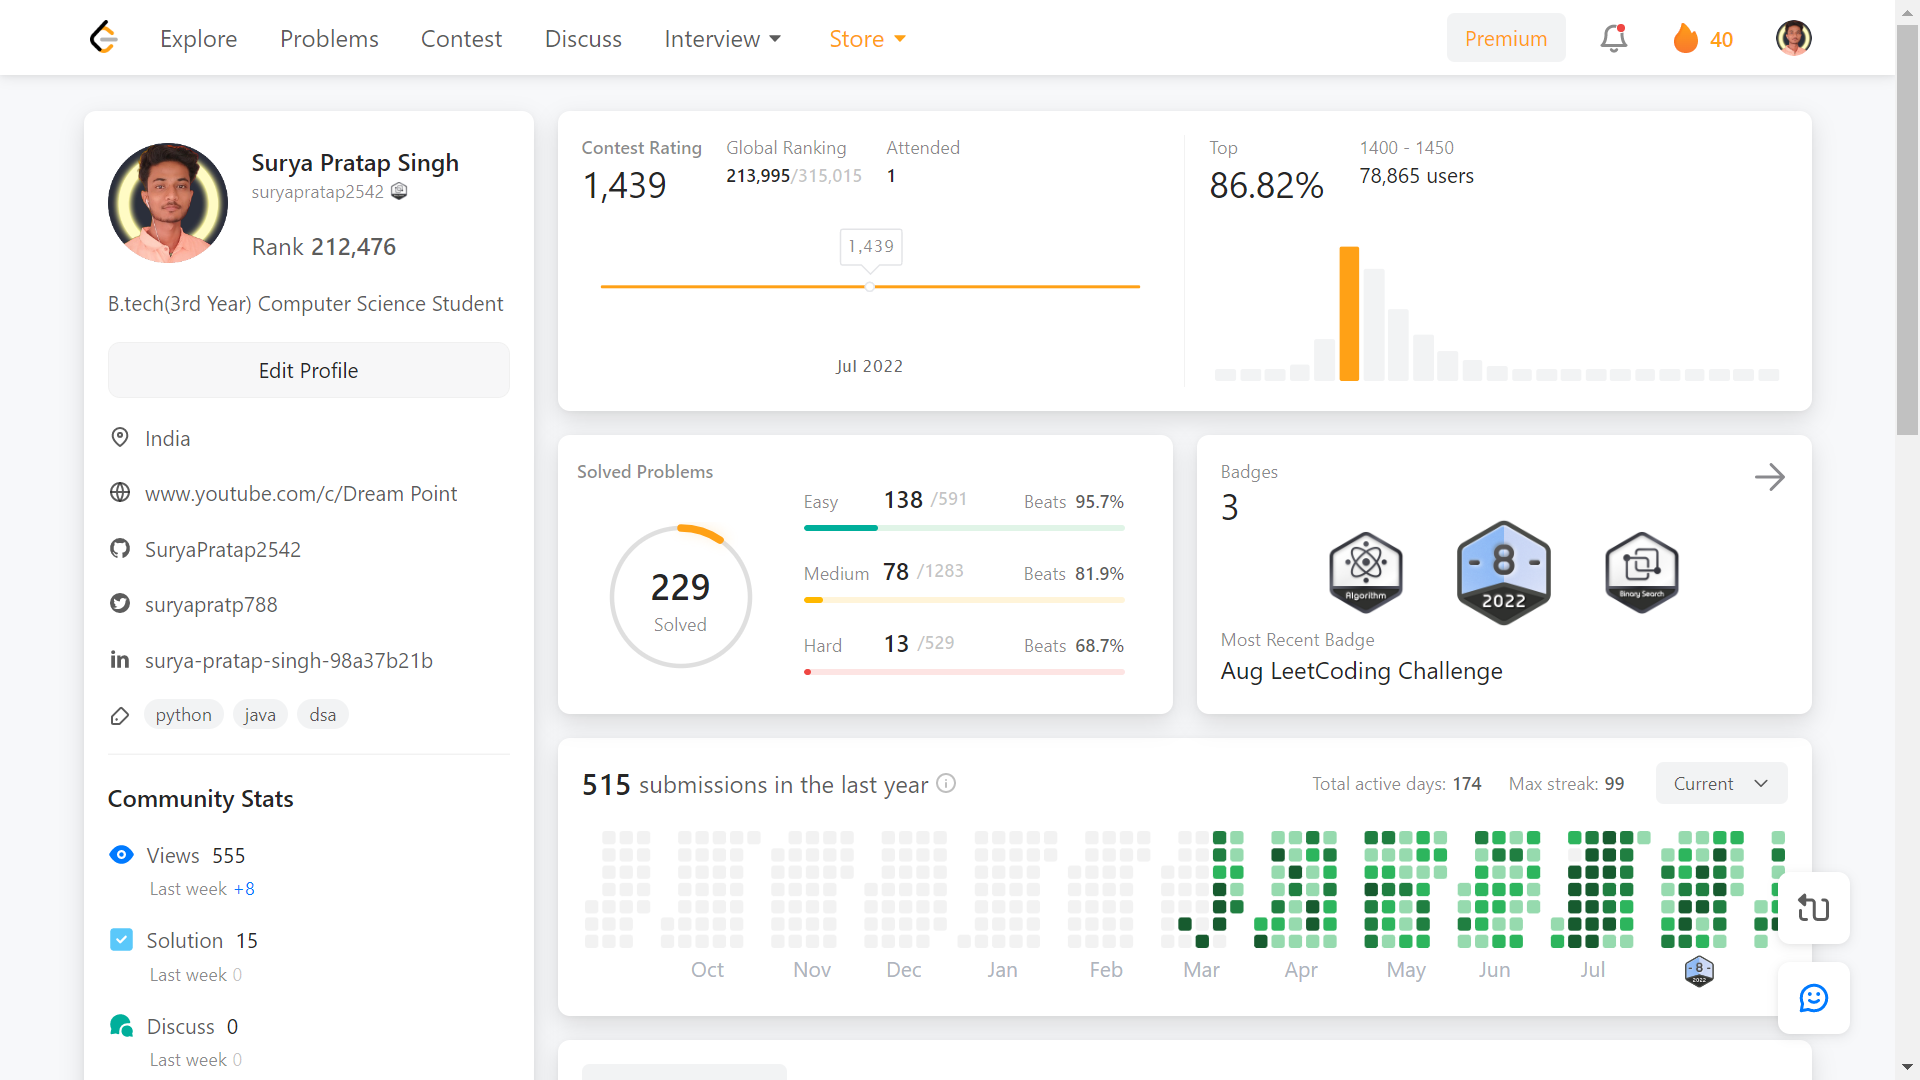 Explore Problems Contest Discuss Interview Store Premium 40
Surya Pratap Singh
suryapratap2542
Rank 212,476
B.tech(3rd Year) Computer Science Student
Edit Profile
India
www.youtube.com/c/Dream Point
SuryaPratap2542
suryapratp788
surya-pratap-singh-98a37b21b
python java dsa
Community Stats
Views 555
Last week +8
Solution 15
Last week 0
Discuss 0
Last week 0
Contest Rating Global Ranking Attended
1,439 213,995/315,015 1
1,439
Jul 2022
Top 1400 - 1450
86.82% 78,865 users
Solved Problems
229
Solved
Easy 138 /591 Beats 95.7%
Medium 78 /1283 Beats 81.9%
Hard 13 /529 Beats 68.7%
Badges
3
Algorithm
8
2022
Binary Search
Most Recent Badge
Aug LeetCoding Challenge
515 submissions in the last year Total active days: 174 Max streak: 99 Current
Oct Nov Dec Jan Feb Mar Apr May Jun Jul
8
2022